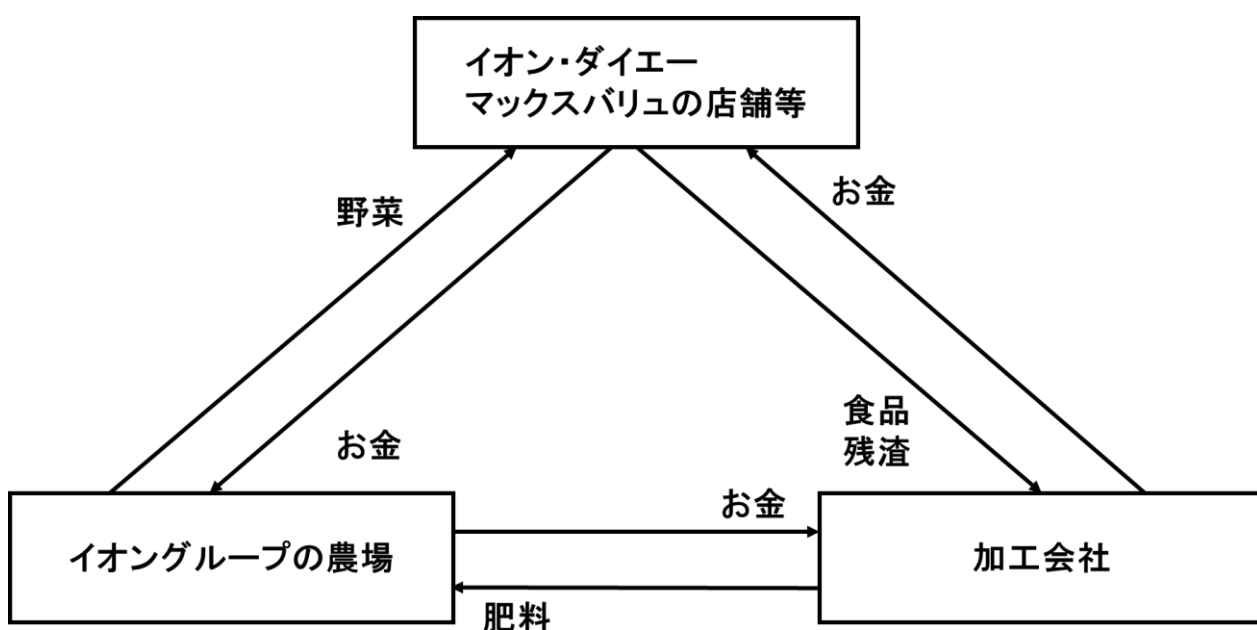 イオン・ダイエー
マックスバリュの店舗等
お金
野菜
食品
残渣
お金
お金
イオングループの農場
加工会社
肥料